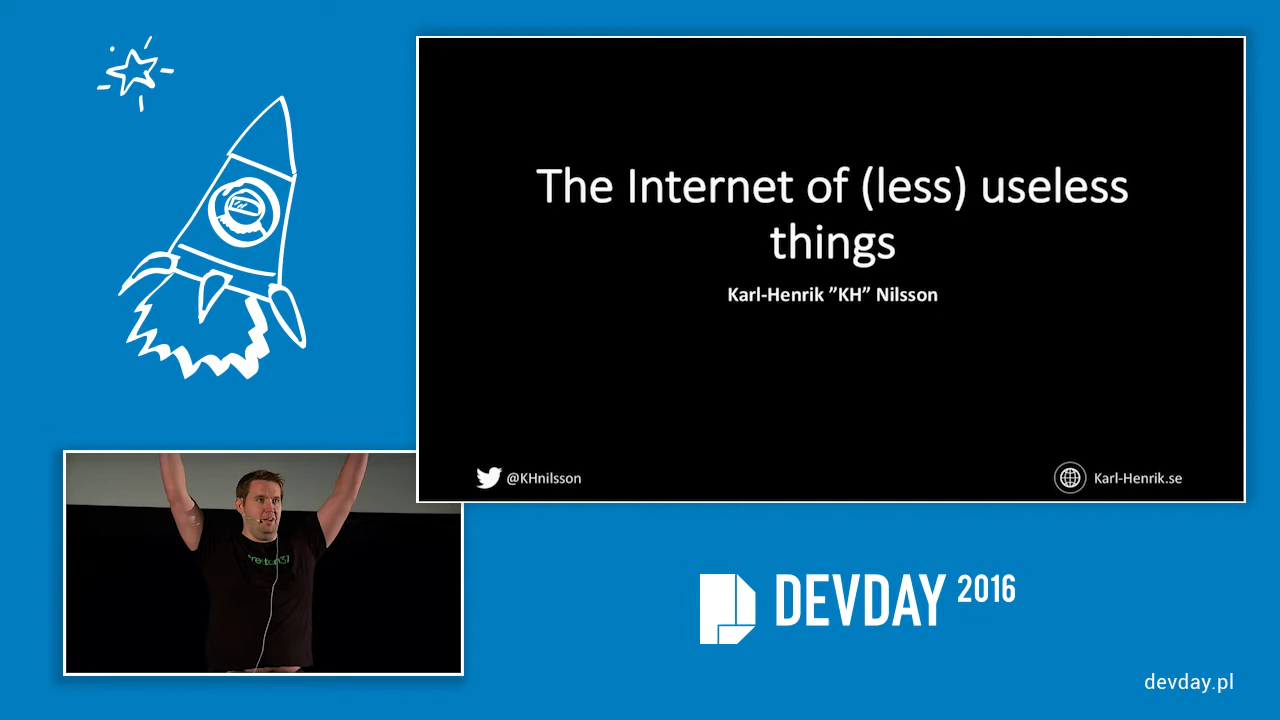 The Internet of (less) useless
things
Karl-Henrik ”KH” Nilsson
@KHnilsson
Karl-Henrik.se
DEVDAY 2016
devday.pl